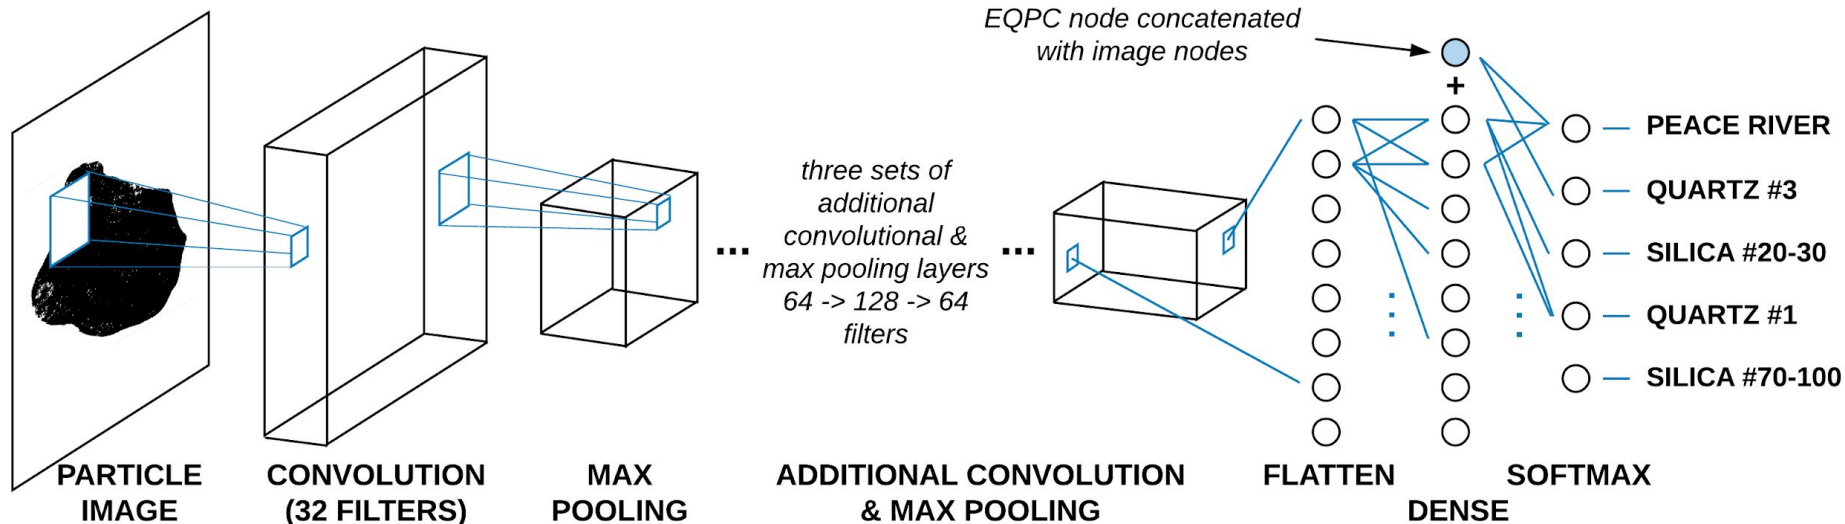 EQPC node concatenated
with image nodes
+
three sets of
additional
convolutional &
max pooling layers
64 -> 128 -> 64
filters
...
...
PEACE RIVER
QUARTZ #3
SILICA #20-30
QUARTZ #1
SILICA #70-100
PARTICLE
IMAGE
CONVOLUTION
(32 FILTERS)
MAX
POOLING
ADDITIONAL CONVOLUTION
& MAX POOLING
FLATTEN
DENSE
SOFTMAX